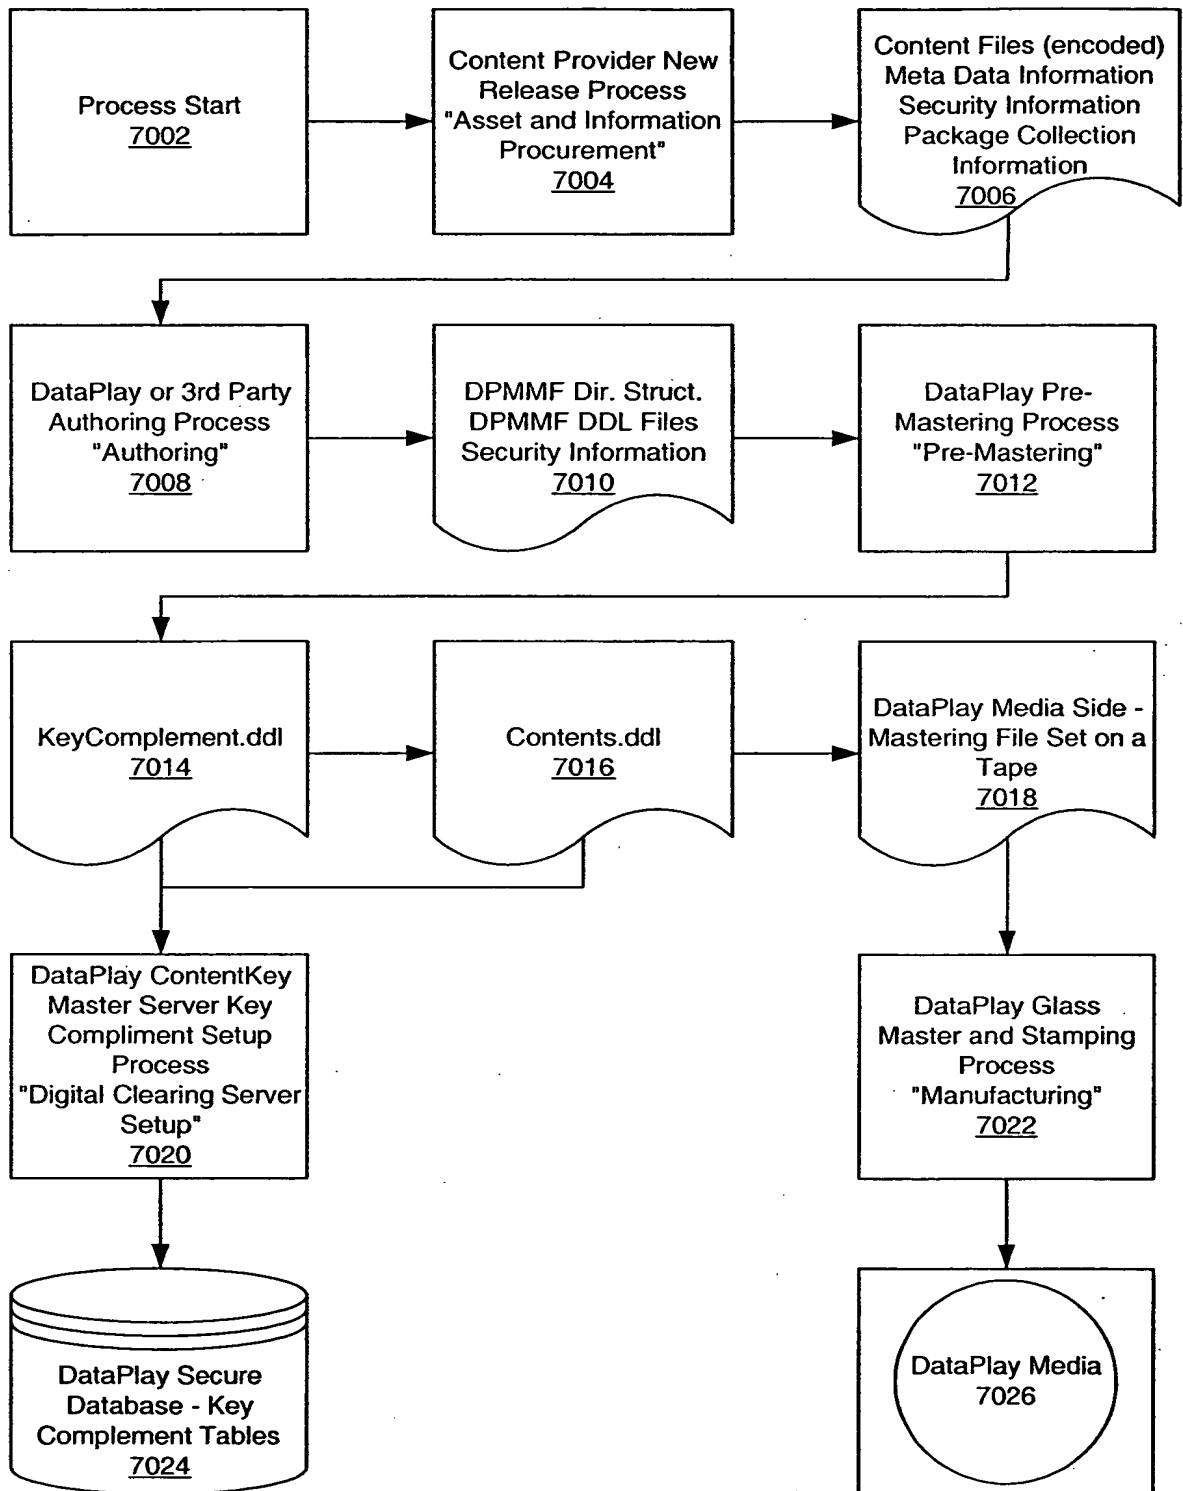 Process Start
7002
Content Provider New
Release Process
"Asset and Information
Procurement"
7004
Content Files (encoded)
Meta Data Information
Security Information
Package Collection
Information
7006
DataPlay or 3rd Party
Authoring Process
"Authoring"
7008
DPMMF Dir. Struct.
DPMMF DDL Files
Security Information
7010
DataPlay Pre-
Mastering Process
"Pre-Mastering"
7012
KeyComplement.ddl
7014
Contents.ddl
7016
DataPlay Media Side -
Mastering File Set on a
Tape
7018
DataPlay ContentKey
Master Server Key
Compliment Setup
Process
"Digital Clearing Server
Setup"
7020
DataPlay Glass
Master and Stamping
Process
"Manufacturing"
7022
DataPlay Secure
Database - Key
Complement Tables
7024
DataPlay Media
7026